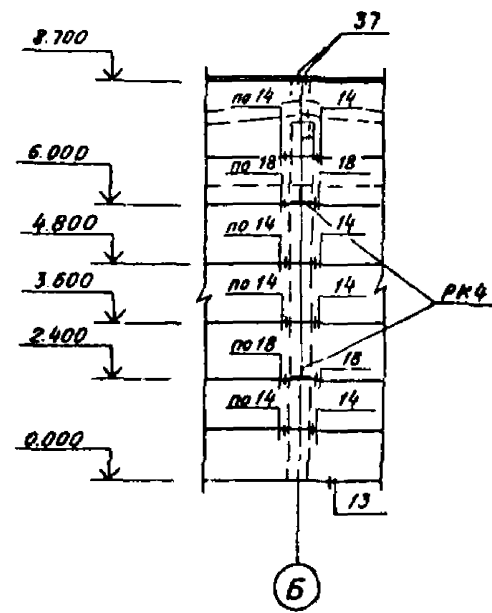 37
8.700
по 14 14
6.000
по 18 18
4.800
по 14 14
3.600
по 14 14
РК4
2.400
по 18 18
по 14 14
0.000
13
Б